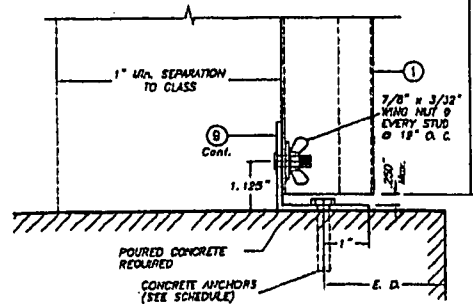 1" Min. SEPARATION
TO GLASS
1
7/8" x 3/32"
WING NUT @
EVERY STUD
@ 12" O.C.
9
Cont.
.250"
Max.
1.125"
1"
POURED CONCRETE
REQUIRED
E. D.
CONCRETE ANCHORS
(SEE SCHEDULE)